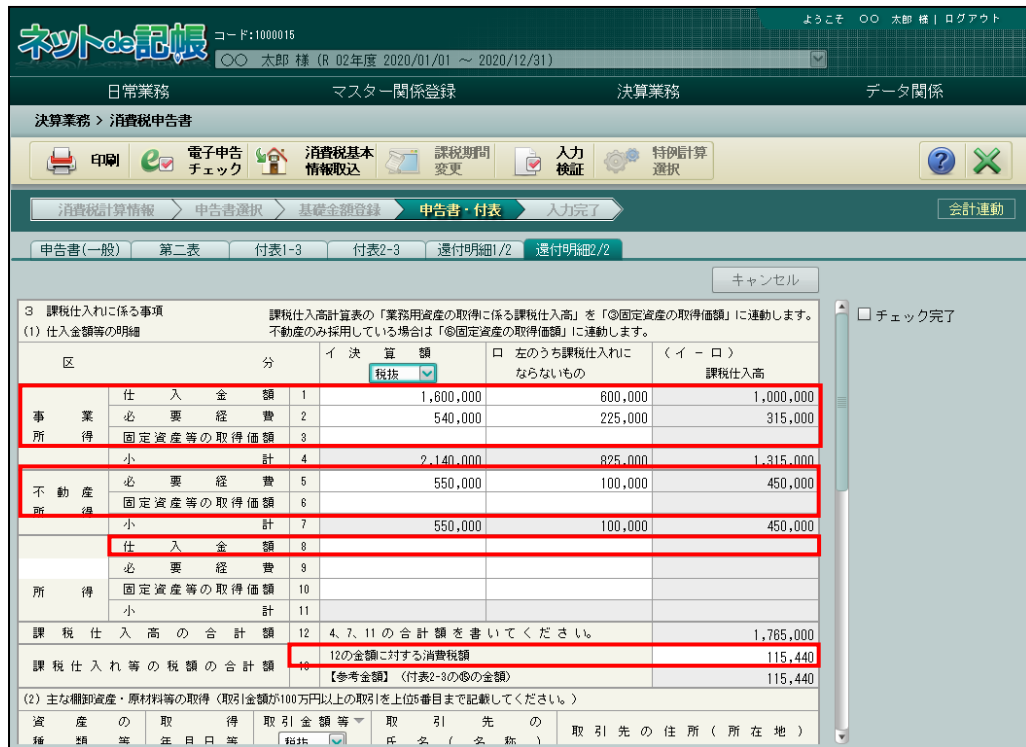 ようこそ ○○ 太郎 様 | ログアウト
ネットde記帳
コード:1000015
○○ 太郎 様 (R 02年度 2020/01/01 ～ 2020/12/31)
日常業務 マスター関係登録 決算業務 データ関係
決算業務 > 消費税申告書
印刷 電子申告チェック 消費税基本情報取込 課税期間変更 入力検証 特例計算選択
消費税計算情報 申告書選択 基礎金額登録 申告書・付表 入力完了 会計連動
申告書(一般) 第二表 付表1-3 付表2-3 還付明細1/2 還付明細2/2
キャンセル
チェック完了
3 課税仕入れに係る事項
(1) 仕入金額等の明細
課税仕入高計算表の「業務用資産の取得に係る課税仕入高」を「③固定資産の取得価額」に連動します。
不動産のみ採用している場合は「⑥固定資産の取得価額」に連動します。
区 分 イ 決算額 税抜 ロ 左のうち課税仕入れにならないもの (イ－ロ) 課税仕入高
事業所得
仕入金額 1 1,600,000 600,000 1,000,000
必要経費 2 540,000 225,000 315,000
固定資産等の取得価額 3
小計 4 2,140,000 825,000 1,315,000
不動産所得
必要経費 5 550,000 100,000 450,000
固定資産等の取得価額 6
小計 7 550,000 100,000 450,000
所得
仕入金額 8
必要経費 9
固定資産等の取得価額 10
小計 11
課税仕入高の合計額 12 4、7、11の合計額を書いてください。 1,765,000
課税仕入れ等の税額の合計額
12の金額に対する消費税額 115,440
【参考金額】(付表2-3の⑮の金額) 115,440
(2) 主な棚卸資産・原材料等の取得 (取引金額が100万円以上の取引を上位5番目まで記載してください。)
資産の種類等 取得年月日等 取引金額等 税抜 取引先の氏名(名称) 取引先の住所(所在地)